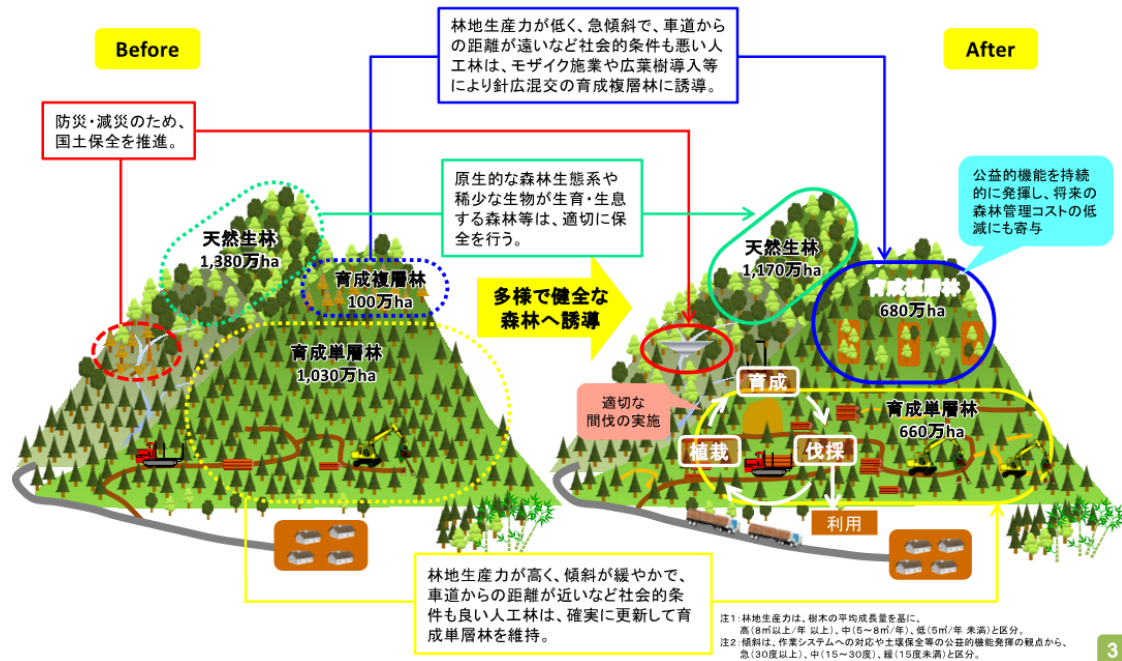 Before
After
林地生産力が低く、急傾斜で、車道から
の距離が遠いなど社会的条件も悪い人
工林は、モザイク施業や広葉樹導入等
により針広混交の育成複層林に誘導。
防災・減災のため、
国土保全を推進。
原生的な森林生態系や
稀少な生物が生育・生息
する森林等は、適切に保
全を行う。
公益的機能を持続
的に発揮し、将来の
森林管理コストの低
減にも寄与
天然生林
1,380万ha
育成複層林
100万ha
育成単層林
1,030万ha
多様で健全な
森林へ誘導
天然生林
1,170万ha
育成複層林
680万ha
適切な
間伐の実施
育成
植栽
伐採
利用
育成単層林
660万ha
林地生産力が高く、傾斜が緩やかで、
車道からの距離が近いなど社会的条
件も良い人工林は、確実に更新して育
成単層林を維持。
注1:林地生産力は、樹木の平均成長量を基に、
高(8㎥以上/年 以上)、中(5~8㎥/年)、低(5㎥/年 未満)と区分。
注2:傾斜は、作業システムへの対応や土壌保全等の公益的機能発揮の観点から、
急(30度以上)、中(15~30度)、緩(15度未満)と区分。
3